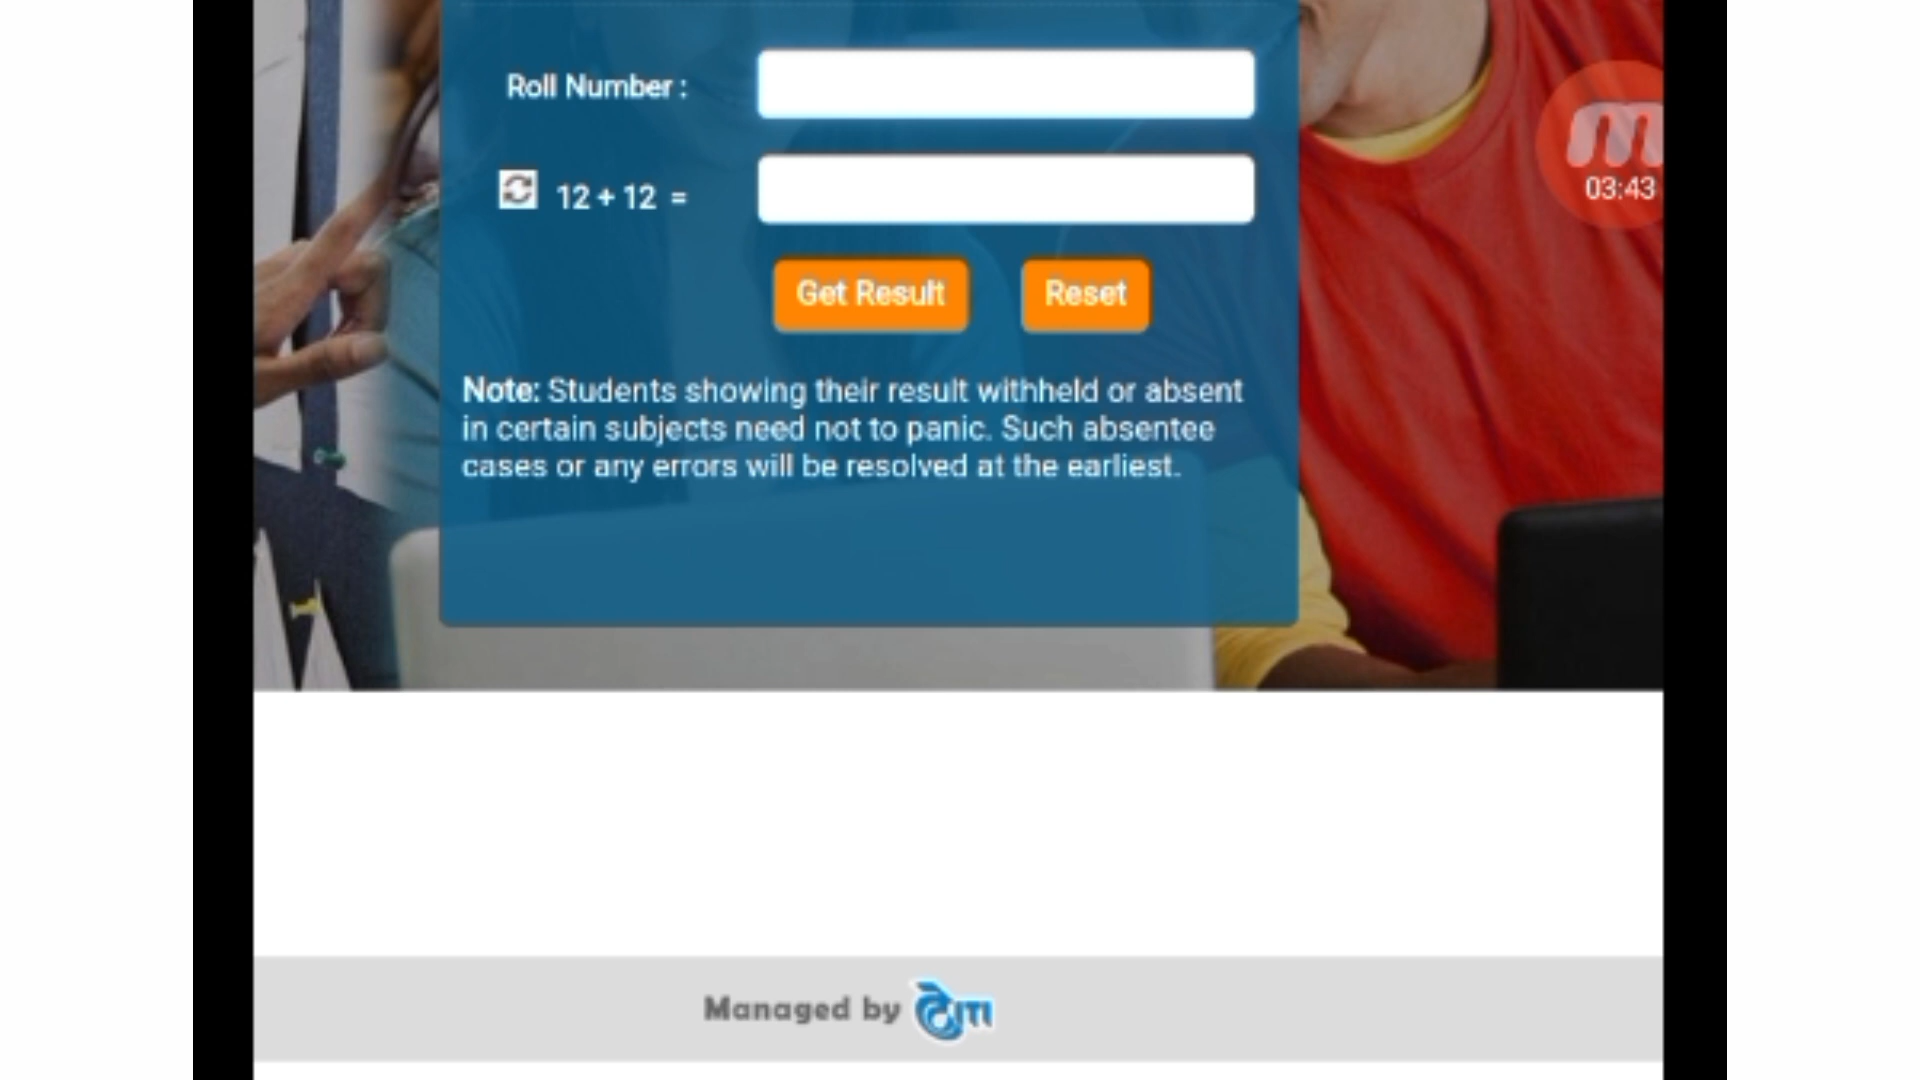 Roll Number :
12 + 12 =
Get Result
Reset
Note: Students showing their result withheld or absent
in certain subjects need not to panic. Such absentee
cases or any errors will be resolved at the earliest.
03:43
Managed by